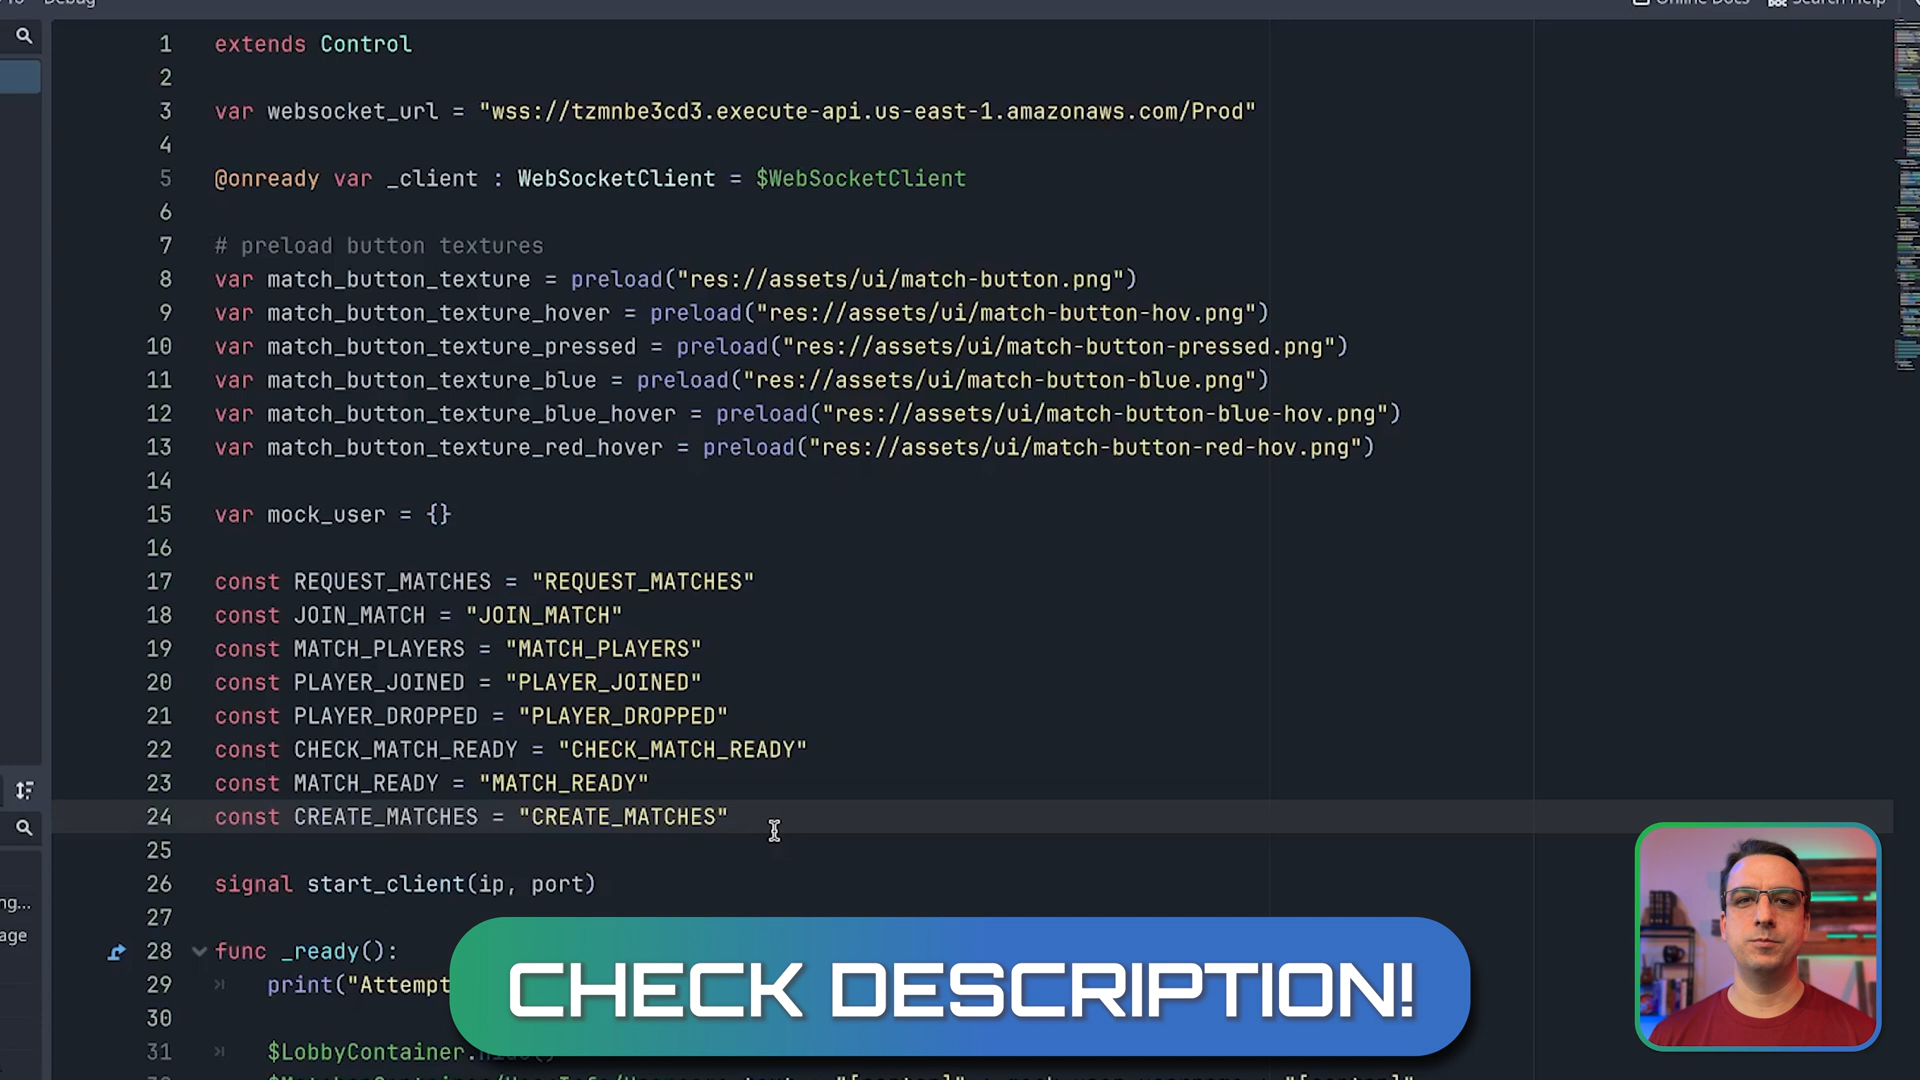 Debug Online Docs Search Help
1 extends Control
2
3 var websocket_url = "wss://tzmnbe3cd3.execute-api.us-east-1.amazonaws.com/Prod"
4
5 @onready var _client : WebSocketClient = $WebSocketClient
6
7 # preload button textures
8 var match_button_texture = preload("res://assets/ui/match-button.png")
9 var match_button_texture_hover = preload("res://assets/ui/match-button-hov.png")
10 var match_button_texture_pressed = preload("res://assets/ui/match-button-pressed.png")
11 var match_button_texture_blue = preload("res://assets/ui/match-button-blue.png")
12 var match_button_texture_blue_hover = preload("res://assets/ui/match-button-blue-hov.png")
13 var match_button_texture_red_hover = preload("res://assets/ui/match-button-red-hov.png")
14
15 var mock_user = {}
16
17 const REQUEST_MATCHES = "REQUEST_MATCHES"
18 const JOIN_MATCH = "JOIN_MATCH"
19 const MATCH_PLAYERS = "MATCH_PLAYERS"
20 const PLAYER_JOINED = "PLAYER_JOINED"
21 const PLAYER_DROPPED = "PLAYER_DROPPED"
22 const CHECK_MATCH_READY = "CHECK_MATCH_READY"
23 const MATCH_READY = "MATCH_READY"
24 const CREATE_MATCHES = "CREATE_MATCHES"
25
26 signal start_client(ip, port)
ng...
27
age
28 func _ready():
29 print("Attempt
CHECK DESCRIPTION!
30
31 $LobbyContainer.